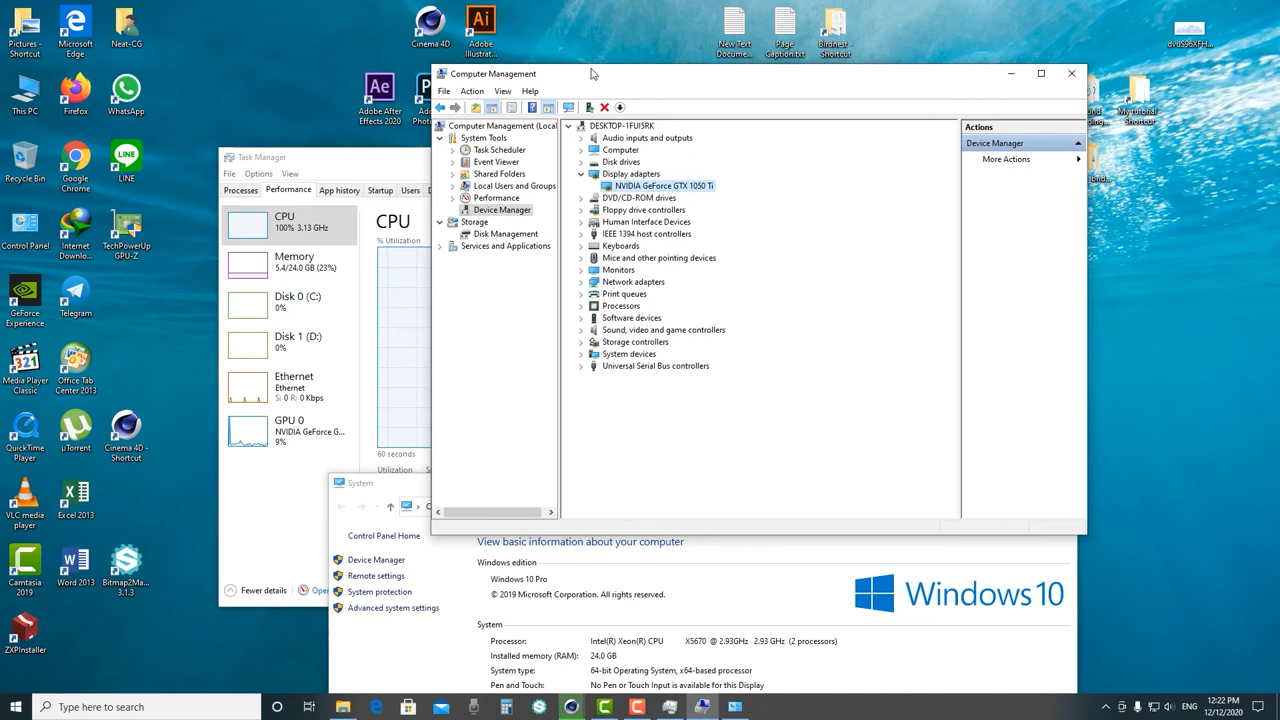 Pictures -
Shortcut
Microsoft
Edge
Neat-CG
Cinema 4D
Adobe
Illustrat...
New Text
Docume...
Page
Caption.txt
Birdnest -
Shortcut
dvuS96XFH...
This PC
Firefox
WhatsApp
Adobe After
Effects 2020
Recycle Bin
Google
Chrome
LINE
My tutorial
Shortcut
Control Panel
Internet
Downlo...
TechPowerUp
GPU-Z
GeForce
Experience
Telegram
Media Player
Classic
Office Tab
Center 2013
QuickTime
Player
µTorrent
Cinema 4D -
Shortcut
VLC media
player
Excel 2013
Camtasia
2019
Word 2013
Bitmap2Ma...
3.1.3
ZXPInstaller
Computer Management
File Action View Help
Computer Management (Local
System Tools
Task Scheduler
Event Viewer
Shared Folders
Local Users and Groups
Performance
Device Manager
Storage
Disk Management
Services and Applications
DESKTOP-1FUI5RK
Audio inputs and outputs
Computer
Disk drives
Display adapters
NVIDIA GeForce GTX 1050 Ti
DVD/CD-ROM drives
Floppy drive controllers
Human Interface Devices
IEEE 1394 host controllers
Keyboards
Mice and other pointing devices
Monitors
Network adapters
Print queues
Processors
Software devices
Sound, video and game controllers
Storage controllers
System devices
Universal Serial Bus controllers
Actions
Device Manager
More Actions
Task Manager
File Options View
Processes Performance App history Startup Users
CPU
100% 3.13 GHz
Memory
5.4/24.0 GB (23%)
Disk 0 (C:)
0%
Disk 1 (D:)
0%
Ethernet
Ethernet
S: 0 R: 0 Kbps
GPU 0
NVIDIA GeForce G...
9%
CPU
% Utilization
60 seconds
Utilization
Fewer details
System
Control Panel Home
Device Manager
Remote settings
System protection
Advanced system settings
View basic information about your computer
Windows edition
Windows 10 Pro
© 2019 Microsoft Corporation. All rights reserved.
Windows 10
System
Processor: Intel(R) Xeon(R) CPU X5670 @ 2.93GHz 2.93 GHz (2 processors)
Installed memory (RAM): 24.0 GB
System type: 64-bit Operating System, x64-based processor
Pen and Touch: No Pen or Touch Input is available for this Display
Type here to search
12:22 PM
12/12/2020